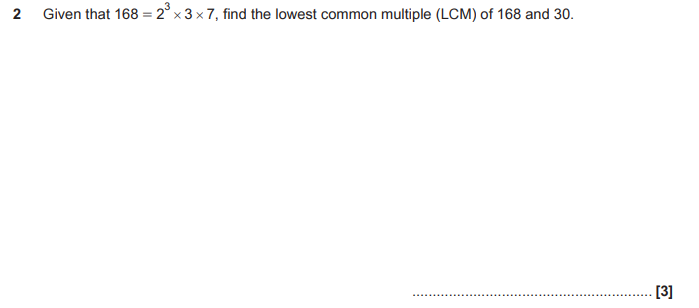 2 Given that 168 = 2³ × 3 × 7, find the lowest common multiple (LCM) of 168 and 30.
............................................................ [3]